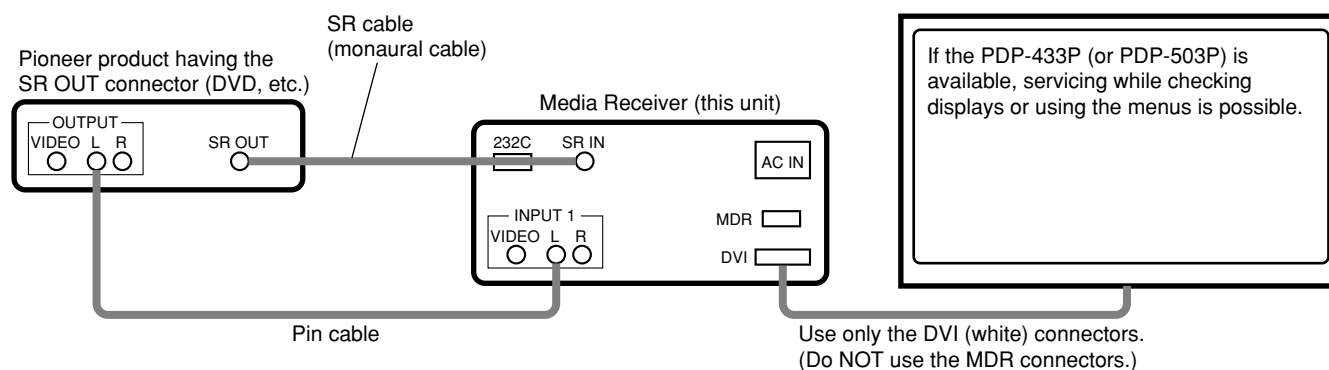 SR cable
(monaural cable)
Pioneer product having the
SR OUT connector (DVD, etc.)
OUTPUT
VIDEO L R
SR OUT
Media Receiver (this unit)
232C
SR IN
AC IN
MDR
INPUT 1
VIDEO L R
DVI
If the PDP-433P (or PDP-503P) is
available, servicing while checking
displays or using the menus is possible.
Pin cable
Use only the DVI (white) connectors.
(Do NOT use the MDR connectors.)